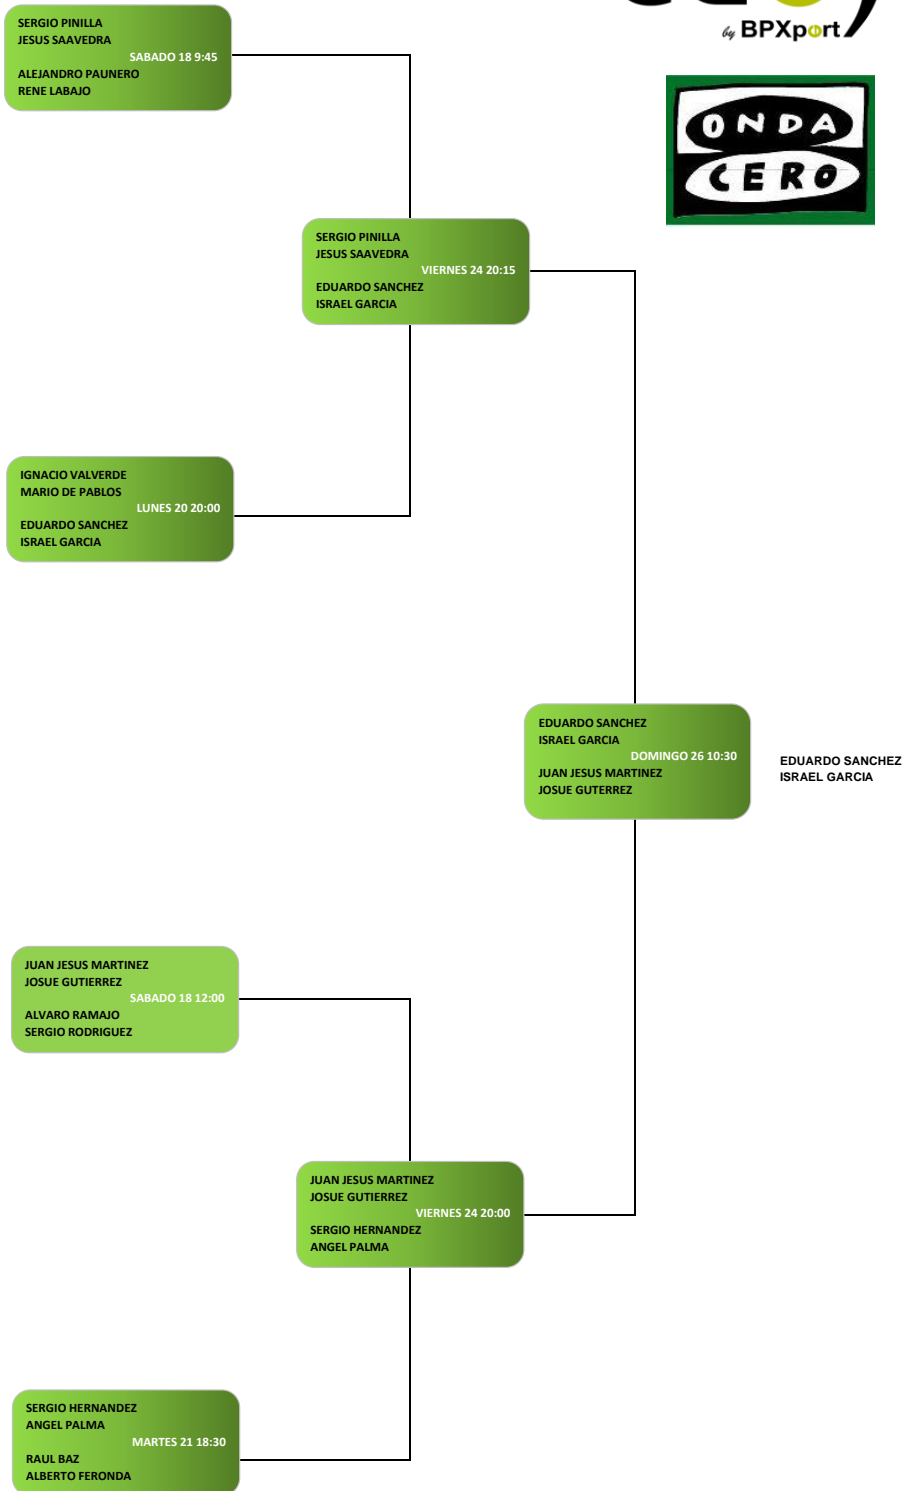 SERGIO PINILLA
JESUS SAAVEDRA
SABADO 18 9:45
ALEJANDRO PAUNERO
RENE LABAJO
by BPXport
ONDA
CERO
SERGIO PINILLA
JESUS SAAVEDRA
VIERNES 24 20:15
EDUARDO SANCHEZ
ISRAEL GARCIA
IGNACIO VALVERDE
MARIO DE PABLOS
LUNES 20 20:00
EDUARDO SANCHEZ
ISRAEL GARCIA
EDUARDO SANCHEZ
ISRAEL GARCIA
DOMINGO 26 10:30
JUAN JESUS MARTINEZ
JOSUE GUTERREZ
EDUARDO SANCHEZ
ISRAEL GARCIA
JUAN JESUS MARTINEZ
JOSUE GUTIERREZ
SABADO 18 12:00
ALVARO RAMAJO
SERGIO RODRIGUEZ
JUAN JESUS MARTINEZ
JOSUE GUTIERREZ
VIERNES 24 20:00
SERGIO HERNANDEZ
ANGEL PALMA
SERGIO HERNANDEZ
ANGEL PALMA
MARTES 21 18:30
RAUL BAZ
ALBERTO FERONDA